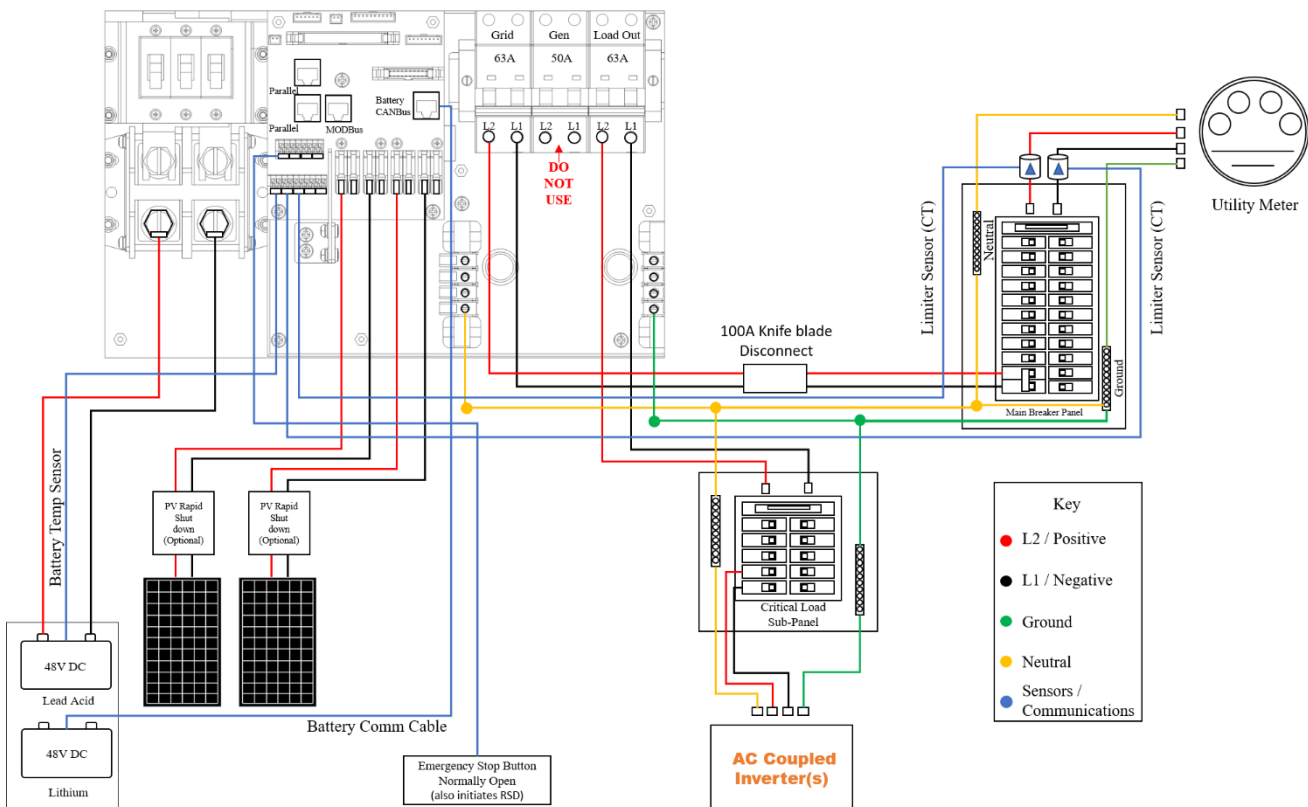 Grid
Gen
Load Out
63A
50A
63A
Parallel
Battery
CANBus
Parallel
MODBus
L2
L1
L2
L1
L2
L1
DO
NOT
USE
Utility Meter
Limiter Sensor (CT)
Neutral
Limiter Sensor (CT)
100A Knife blade
Disconnect
Ground
Main Breaker Panel
Battery Temp Sensor
PV Rapid
Shut
down
(Optional)
PV Rapid
Shut
down
(Optional)
Critical Load
Sub-Panel
Key
L2 / Positive
L1 / Negative
Ground
Neutral
Sensors /
Communications
48V DC
Lead Acid
Battery Comm Cable
48V DC
Lithium
Emergency Stop Button
Normally Open
(also initiates RSD)
AC Coupled
Inverter(s)